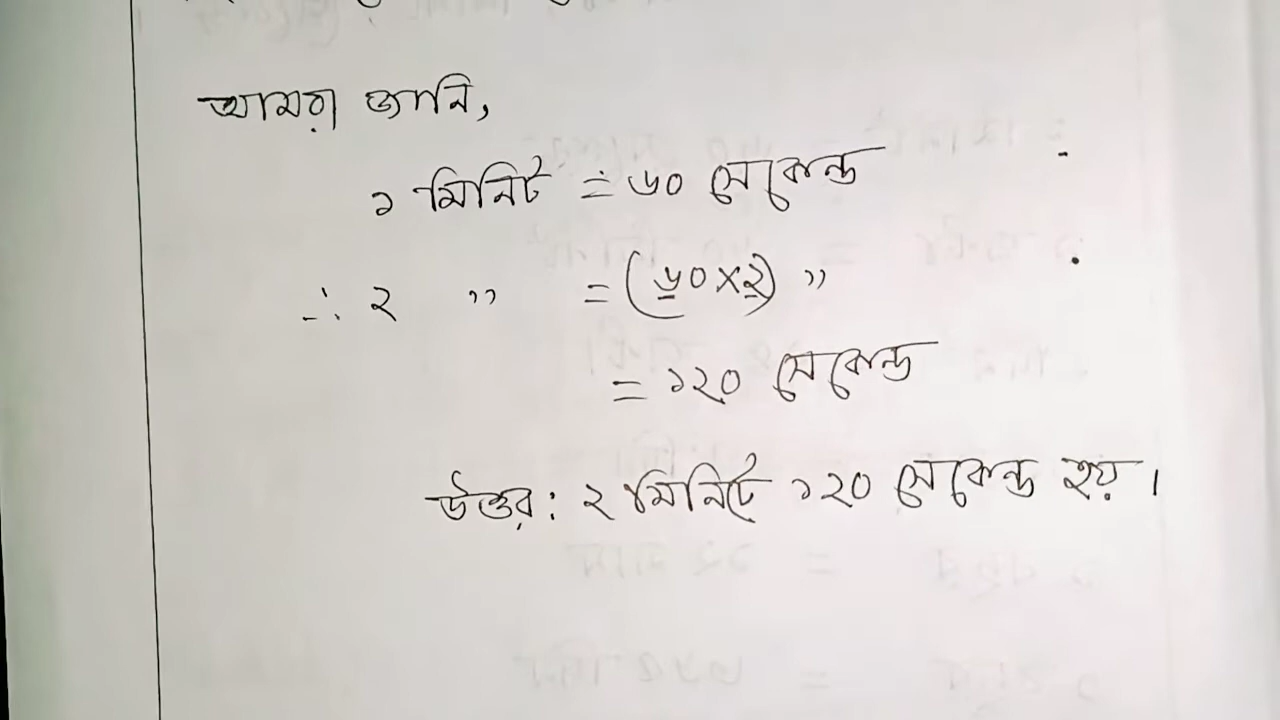 আমরা জানি,
১ মিনিট = ৬০ সেকেন্ড
∴ ২ " = (৬০×২) "
= ১২০ সেকেন্ড
উত্তর: ২ মিনিটে ১২০ সেকেন্ড হয়।